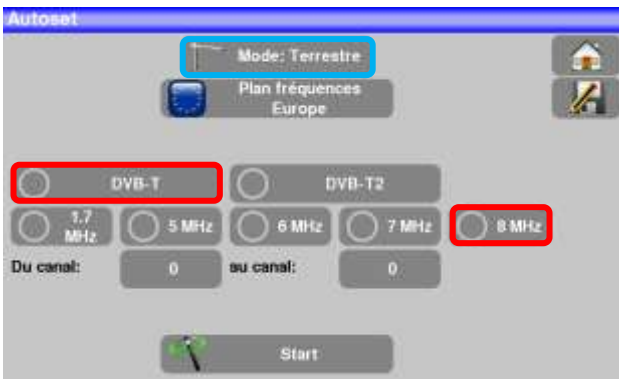 Autoset
Mode: Terrestre
Plan fréquences
Europe
DVB-T DVB-T2
1.7
MHz 5 MHz 6 MHz 7 MHz 8 MHz
Du canal: 0 au canal: 0
Start